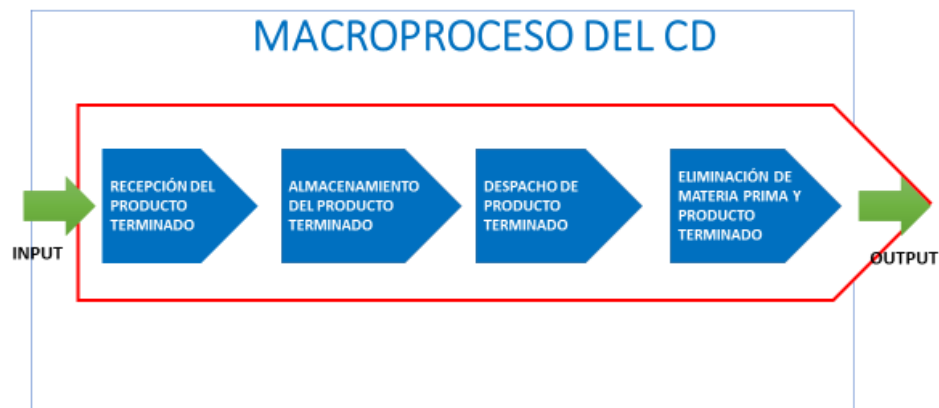 MACROPROCESO DEL CD
RECEPCIÓN DEL
PRODUCTO
TERMINADO
ALMACENAMIENTO
DEL PRODUCTO
TERMINADO
DESPACHO DE
PRODUCTO
TERMINADO
ELIMINACIÓN DE
MATERIA PRIMA Y
PRODUCTO
TERMINADO
INPUT
OUTPUT